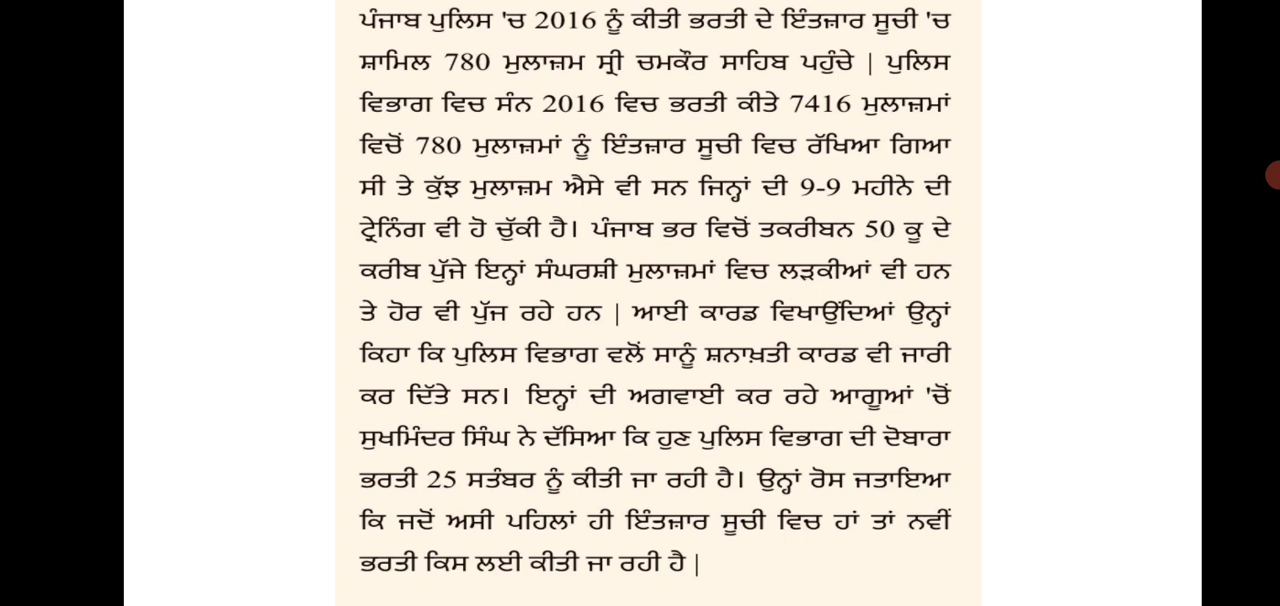 ਪੰਜਾਬ ਪੁਲਿਸ 'ਚ 2016 ਨੂੰ ਕੀਤੀ ਭਰਤੀ ਦੇ ਇੰਤਜ਼ਾਰ ਸੂਚੀ 'ਚ
ਸ਼ਾਮਿਲ 780 ਮੁਲਾਜ਼ਮ ਸ੍ਰੀ ਚਮਕੌਰ ਸਾਹਿਬ ਪਹੁੰਚੇ | ਪੁਲਿਸ
ਵਿਭਾਗ ਵਿਚ ਸੰਨ 2016 ਵਿਚ ਭਰਤੀ ਕੀਤੇ 7416 ਮੁਲਾਜ਼ਮਾਂ
ਵਿਚੋਂ 780 ਮੁਲਾਜ਼ਮਾਂ ਨੂੰ ਇੰਤਜ਼ਾਰ ਸੂਚੀ ਵਿਚ ਰੱਖਿਆ ਗਿਆ
ਸੀ ਤੇ ਕੁੱਝ ਮੁਲਾਜ਼ਮ ਐਸੇ ਵੀ ਸਨ ਜਿਨ੍ਹਾਂ ਦੀ 9-9 ਮਹੀਨੇ ਦੀ
ਟ੍ਰੇਨਿੰਗ ਵੀ ਹੋ ਚੁੱਕੀ ਹੈ। ਪੰਜਾਬ ਭਰ ਵਿਚੋਂ ਤਕਰੀਬਨ 50 ਕੂ ਦੇ
ਕਰੀਬ ਪੁੱਜੇ ਇਨ੍ਹਾਂ ਸੰਘਰਸ਼ੀ ਮੁਲਾਜ਼ਮਾਂ ਵਿਚ ਲੜਕੀਆਂ ਵੀ ਹਨ
ਤੇ ਹੋਰ ਵੀ ਪੁੱਜ ਰਹੇ ਹਨ | ਆਈ ਕਾਰਡ ਵਿਖਾਉਂਦਿਆਂ ਉਨ੍ਹਾਂ
ਕਿਹਾ ਕਿ ਪੁਲਿਸ ਵਿਭਾਗ ਵਲੋਂ ਸਾਨੂੰ ਸ਼ਨਾਖ਼ਤੀ ਕਾਰਡ ਵੀ ਜਾਰੀ
ਕਰ ਦਿੱਤੇ ਸਨ। ਇਨ੍ਹਾਂ ਦੀ ਅਗਵਾਈ ਕਰ ਰਹੇ ਆਗੂਆਂ 'ਚੋਂ
ਸੁਖਮਿੰਦਰ ਸਿੰਘ ਨੇ ਦੱਸਿਆ ਕਿ ਹੁਣ ਪੁਲਿਸ ਵਿਭਾਗ ਦੀ ਦੋਬਾਰਾ
ਭਰਤੀ 25 ਸਤੰਬਰ ਨੂੰ ਕੀਤੀ ਜਾ ਰਹੀ ਹੈ। ਉਨ੍ਹਾਂ ਰੋਸ ਜਤਾਇਆ
ਕਿ ਜਦੋਂ ਅਸੀ ਪਹਿਲਾਂ ਹੀ ਇੰਤਜ਼ਾਰ ਸੂਚੀ ਵਿਚ ਹਾਂ ਤਾਂ ਨਵੀਂ
ਭਰਤੀ ਕਿਸ ਲਈ ਕੀਤੀ ਜਾ ਰਹੀ ਹੈ |